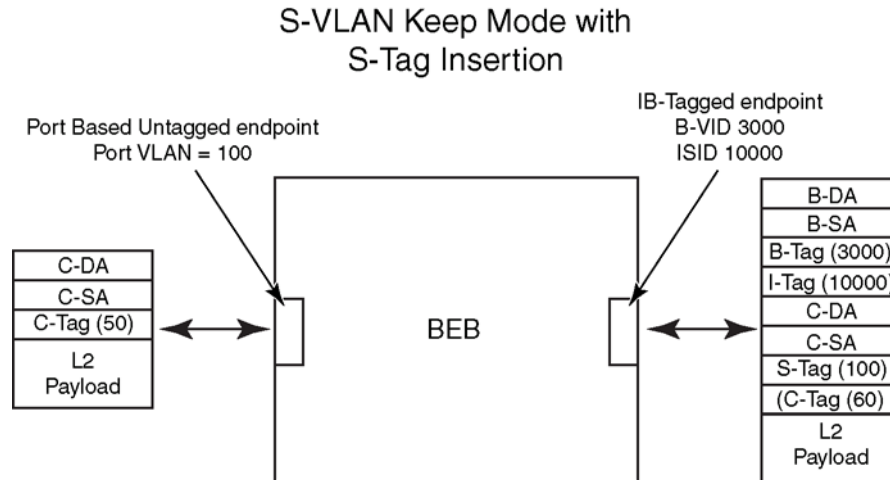 S-VLAN Keep Mode with
S-Tag Insertion
Port Based Untagged endpoint
Port VLAN = 100
IB-Tagged endpoint
B-VID 3000
ISID 10000
C-DA
C-SA
C-Tag (50)
L2
Payload
BEB
B-DA
B-SA
B-Tag (3000)
I-Tag (10000)
C-DA
C-SA
S-Tag (100)
(C-Tag (60)
L2
Payload